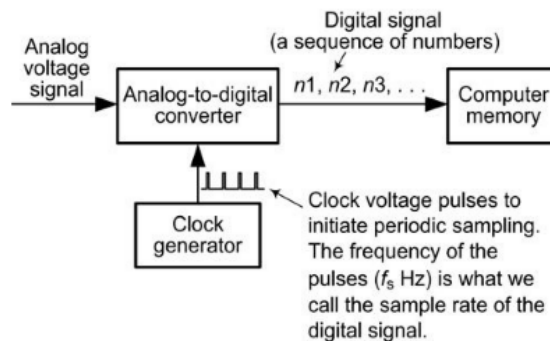 Digital signal
(a sequence of numbers)
Analog
voltage
signal
Analog-to-digital
converter
n1, n2, n3, . . .
Computer
memory
Clock
generator
Clock voltage pulses to
initiate periodic sampling.
The frequency of the
pulses (fs Hz) is what we
call the sample rate of the
digital signal.